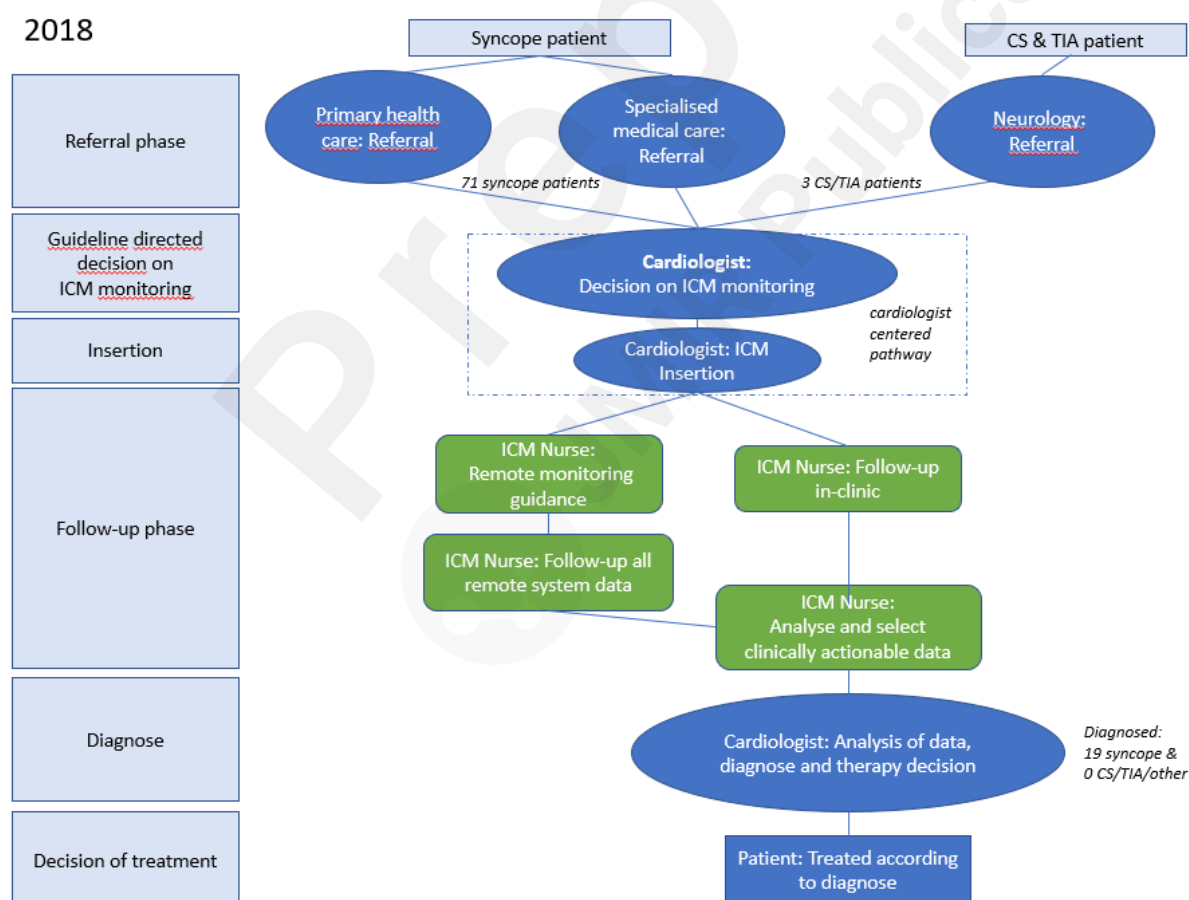 2018
Syncope patient
CS & TIA patient
Referral phase
Primary health
care: Referral
Specialised
medical care:
Referral
Neurology:
Referral
71 syncope patients
3 CS/TIA patients
Guideline directed
decision on
ICM monitoring
Cardiologist:
Decision on ICM monitoring
cardiologist
centered
pathway
Insertion
Cardiologist: ICM
Insertion
Follow-up phase
ICM Nurse:
Remote monitoring
guidance
ICM Nurse: Follow-up
in-clinic
ICM Nurse: Follow-up all
remote system data
ICM Nurse:
Analyse and select
clinically actionable data
Diagnose
Cardiologist: Analysis of data,
diagnose and therapy decision
Diagnosed:
19 syncope &
0 CS/TIA/other
Decision of treatment
Patient: Treated according
to diagnose
Prep
JMIR Public